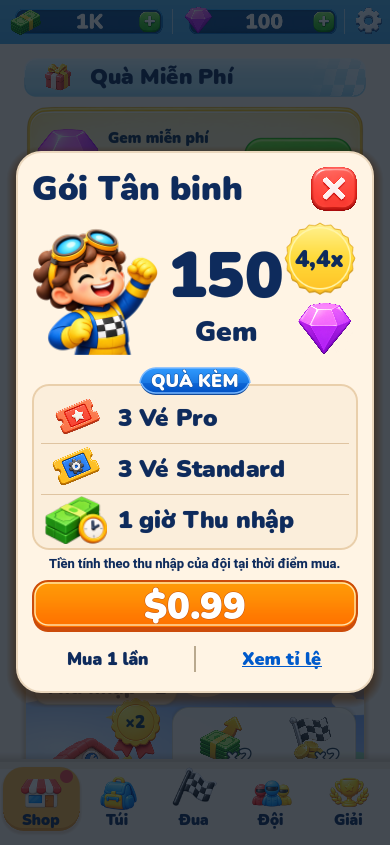 1K
100
Quà Miễn Phí
Gem miễn phí
Gói Tân binh
150
4,4x
Gem
QUÀ KÈM
3 Vé Pro
3 Vé Standard
1 giờ Thu nhập
Tiền tính theo thu nhập của đội tại thời điểm mua.
$0.99
Mua 1 lần
Xem tỉ lệ
×2
Shop
Túi
Đua
Đội
Giải